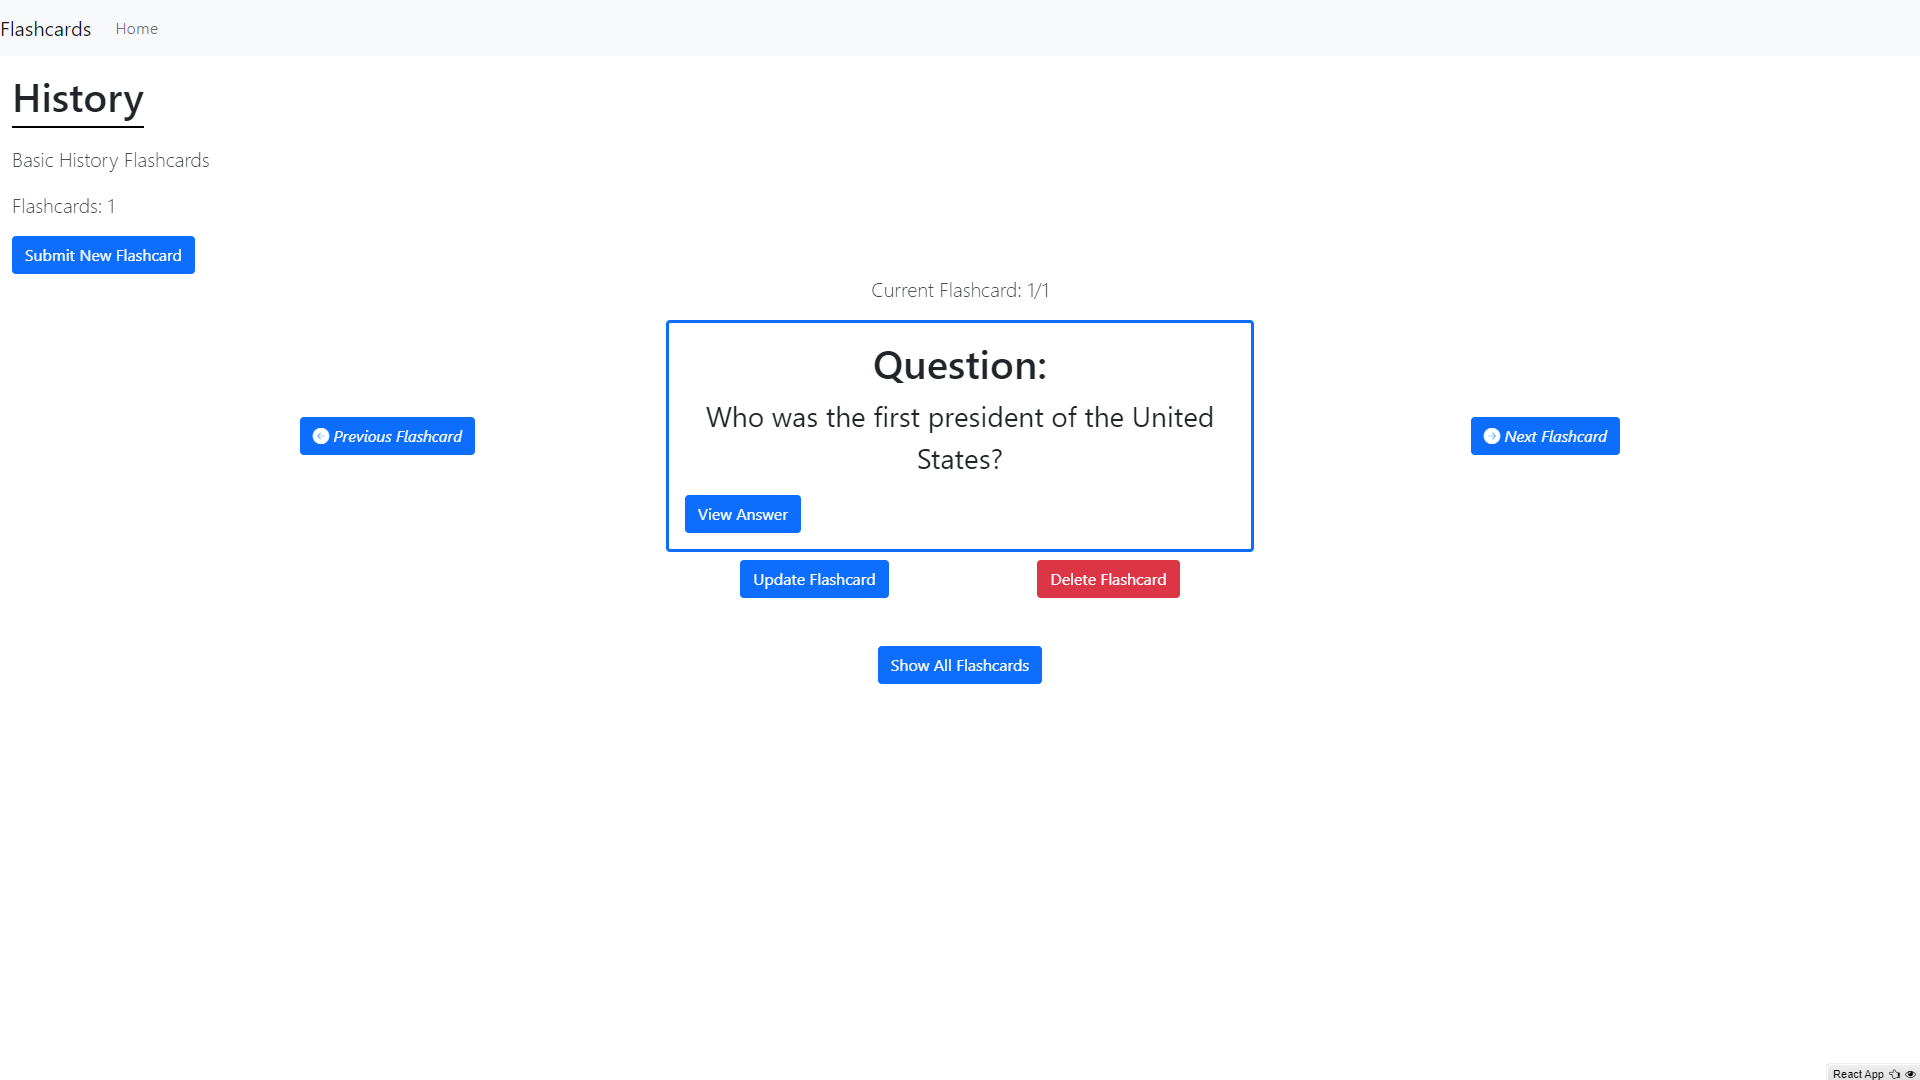 Flashcards Home
History
Basic History Flashcards
Flashcards: 1
Submit New Flashcard
Current Flashcard: 1/1
Question:
Who was the first president of the United
States?
Previous Flashcard
Next Flashcard
View Answer
Update Flashcard
Delete Flashcard
Show All Flashcards
React App